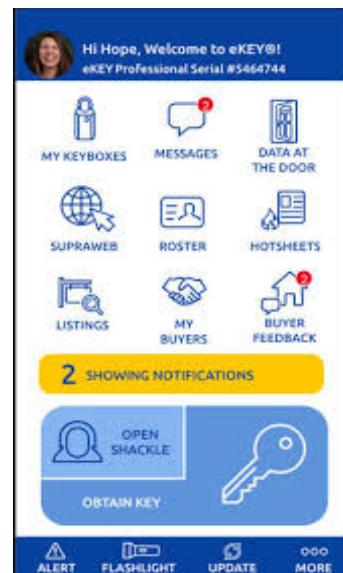 Hi Hope, Welcome to eKEY®!
eKEY Professional Serial #5464744
MY KEYBOXES
2
MESSAGES
DATA AT
THE DOOR
SUPRAWEB
ROSTER
HOTSHEETS
LISTINGS
MY
BUYERS
2
BUYER
FEEDBACK
2 SHOWING NOTIFICATIONS
OPEN
SHACKLE
OBTAIN KEY
ALERT
FLASHLIGHT
UPDATE
MORE